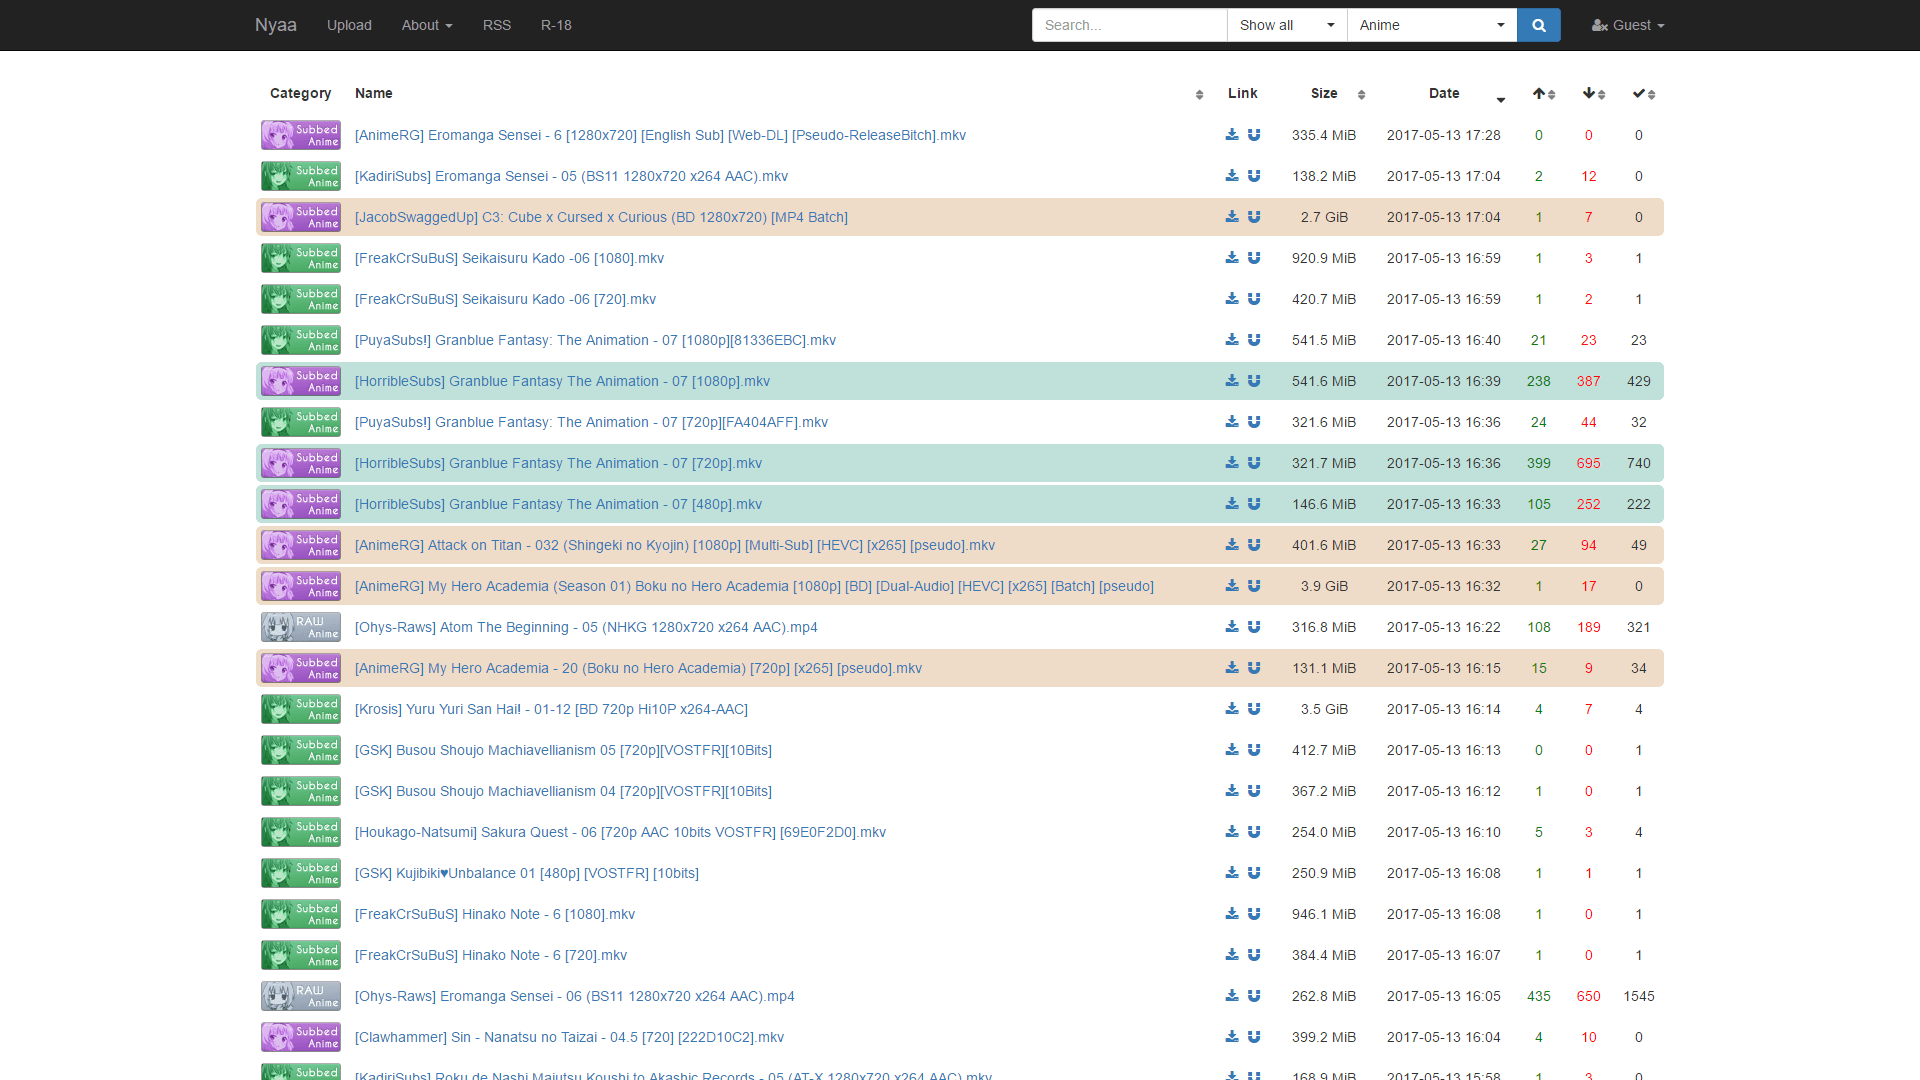 Nyaa Upload About RSS R-18 Search... Show all Anime Guest
Category Name Link Size Date
Subbed Anime [AnimeRG] Eromanga Sensei - 6 [1280x720] [English Sub] [Web-DL] [Pseudo-ReleaseBitch].mkv 335.4 MiB 2017-05-13 17:28 0 0 0
Subbed Anime [KadiriSubs] Eromanga Sensei - 05 (BS11 1280x720 x264 AAC).mkv 138.2 MiB 2017-05-13 17:04 2 12 0
Subbed Anime [JacobSwaggedUp] C3: Cube x Cursed x Curious (BD 1280x720) [MP4 Batch] 2.7 GiB 2017-05-13 17:04 1 7 0
Subbed Anime [FreakCrSuBuS] Seikaisuru Kado -06 [1080].mkv 920.9 MiB 2017-05-13 16:59 1 3 1
Subbed Anime [FreakCrSuBuS] Seikaisuru Kado -06 [720].mkv 420.7 MiB 2017-05-13 16:59 1 2 1
Subbed Anime [PuyaSubs!] Granblue Fantasy: The Animation - 07 [1080p][81336EBC].mkv 541.5 MiB 2017-05-13 16:40 21 23 23
Subbed Anime [HorribleSubs] Granblue Fantasy The Animation - 07 [1080p].mkv 541.6 MiB 2017-05-13 16:39 238 387 429
Subbed Anime [PuyaSubs!] Granblue Fantasy: The Animation - 07 [720p][FA404AFF].mkv 321.6 MiB 2017-05-13 16:36 24 44 32
Subbed Anime [HorribleSubs] Granblue Fantasy The Animation - 07 [720p].mkv 321.7 MiB 2017-05-13 16:36 399 695 740
Subbed Anime [HorribleSubs] Granblue Fantasy The Animation - 07 [480p].mkv 146.6 MiB 2017-05-13 16:33 105 252 222
Subbed Anime [AnimeRG] Attack on Titan - 032 (Shingeki no Kyojin) [1080p] [Multi-Sub] [HEVC] [x265] [pseudo].mkv 401.6 MiB 2017-05-13 16:33 27 94 49
Subbed Anime [AnimeRG] My Hero Academia (Season 01) Boku no Hero Academia [1080p] [BD] [Dual-Audio] [HEVC] [x265] [Batch] [pseudo] 3.9 GiB 2017-05-13 16:32 1 17 0
RAW Anime [Ohys-Raws] Atom The Beginning - 05 (NHKG 1280x720 x264 AAC).mp4 316.8 MiB 2017-05-13 16:22 108 189 321
Subbed Anime [AnimeRG] My Hero Academia - 20 (Boku no Hero Academia) [720p] [x265] [pseudo].mkv 131.1 MiB 2017-05-13 16:15 15 9 34
Subbed Anime [Krosis] Yuru Yuri San Hai! - 01-12 [BD 720p Hi10P x264-AAC] 3.5 GiB 2017-05-13 16:14 4 7 4
Subbed Anime [GSK] Busou Shoujo Machiavellianism 05 [720p][VOSTFR][10Bits] 412.7 MiB 2017-05-13 16:13 0 0 1
Subbed Anime [GSK] Busou Shoujo Machiavellianism 04 [720p][VOSTFR][10Bits] 367.2 MiB 2017-05-13 16:12 1 0 1
Subbed Anime [Houkago-Natsumi] Sakura Quest - 06 [720p AAC 10bits VOSTFR] [69E0F2D0].mkv 254.0 MiB 2017-05-13 16:10 5 3 4
Subbed Anime [GSK] Kujibiki♥Unbalance 01 [480p] [VOSTFR] [10bits] 250.9 MiB 2017-05-13 16:08 1 1 1
Subbed Anime [FreakCrSuBuS] Hinako Note - 6 [1080].mkv 946.1 MiB 2017-05-13 16:08 1 0 1
Subbed Anime [FreakCrSuBuS] Hinako Note - 6 [720].mkv 384.4 MiB 2017-05-13 16:07 1 0 1
RAW Anime [Ohys-Raws] Eromanga Sensei - 06 (BS11 1280x720 x264 AAC).mp4 262.8 MiB 2017-05-13 16:05 435 650 1545
Subbed Anime [Clawhammer] Sin - Nanatsu no Taizai - 04.5 [720] [222D10C2].mkv 399.2 MiB 2017-05-13 16:04 4 10 0
Subbed [KadiriSubs] Roku de Nashi Majutsu Koushi to Akashic Records - 05 (AT-X 1280x720 x264 AAC).mkv 168.9 MiB 2017-05-13 15:58 1 3 0